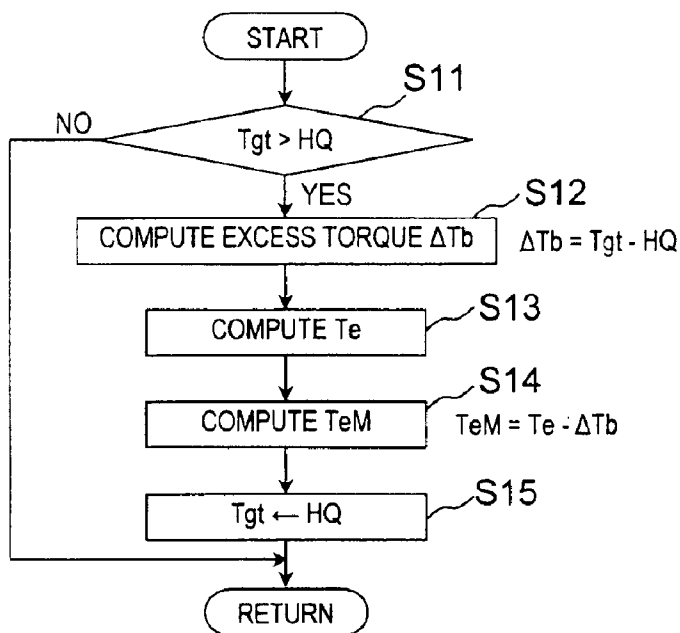 START
S11
NO
Tgt > HQ
YES
S12
COMPUTE EXCESS TORQUE ΔTb
ΔTb = Tgt - HQ
S13
COMPUTE Te
S14
COMPUTE TeM
TeM = Te - ΔTb
S15
Tgt ← HQ
RETURN